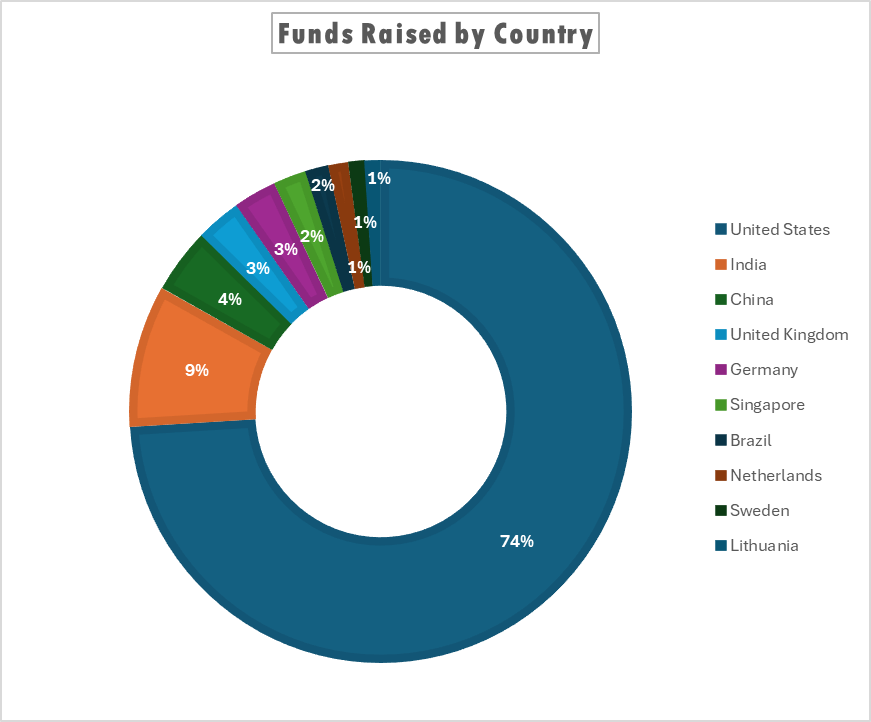 Funds Raised by Country
1%
2%
1%
2%
3%
1%
3%
4%
9%
74%
United States
India
China
United Kingdom
Germany
Singapore
Brazil
Netherlands
Sweden
Lithuania